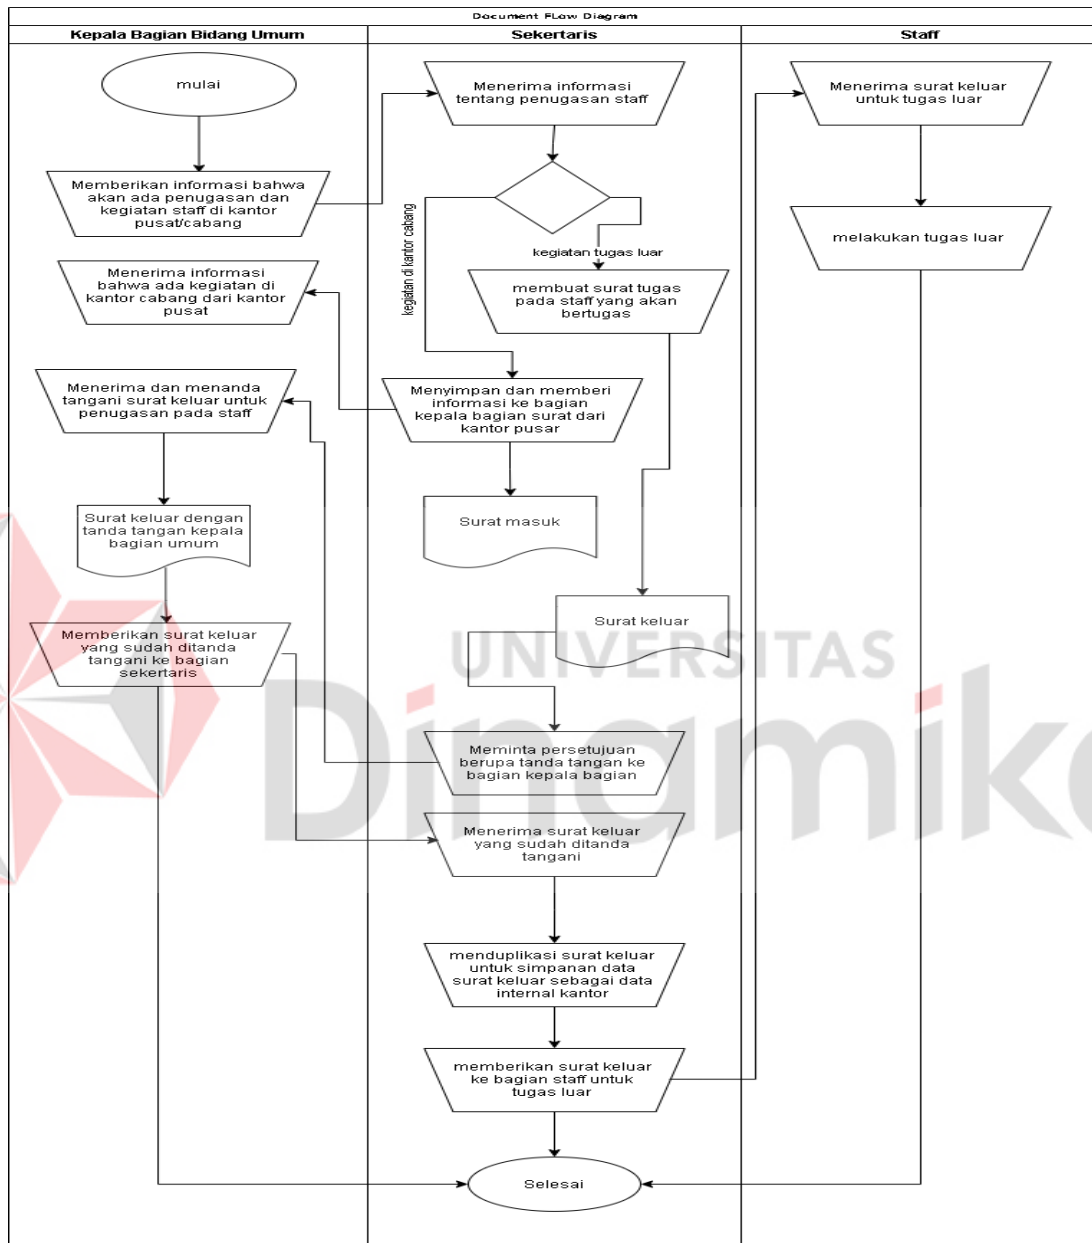 Document FLow Diagram
Kepala Bagian Bidang Umum
Sekertaris
Staff
mulai
Memberikan informasi bahwa
akan ada penugasan dan
kegiatan staff di kantor
pusat/cabang
Menerima informasi
bahwa ada kegiatan di
kantor cabang dari kantor
pusat
Menerima dan menanda
tangani surat keluar untuk
penugasan pada staff
Surat keluar dengan
tanda tangan kepala
bagian umum
Memberikan surat keluar
yang sudah ditanda
tangani ke bagian
sekertaris
Menerima informasi
tentang penugasan staff
kegiatan di kantor cabang
kegiatan tugas luar
membuat surat tugas
pada staff yang akan
bertugas
Menyimpan dan memberi
informasi ke bagian
kepala bagian surat dari
kantor pusar
Surat masuk
Surat keluar
Meminta persetujuan
berupa tanda tangan ke
bagian kepala bagian
Menerima surat keluar
yang sudah ditanda
tangani
menduplikasi surat keluar
untuk simpanan data
surat keluar sebagai data
internal kantor
memberikan surat keluar
ke bagian staff untuk
tugas luar
Selesai
Menerima surat keluar
untuk tugas luar
melakukan tugas luar
UNIVERSITAS
Dinamika